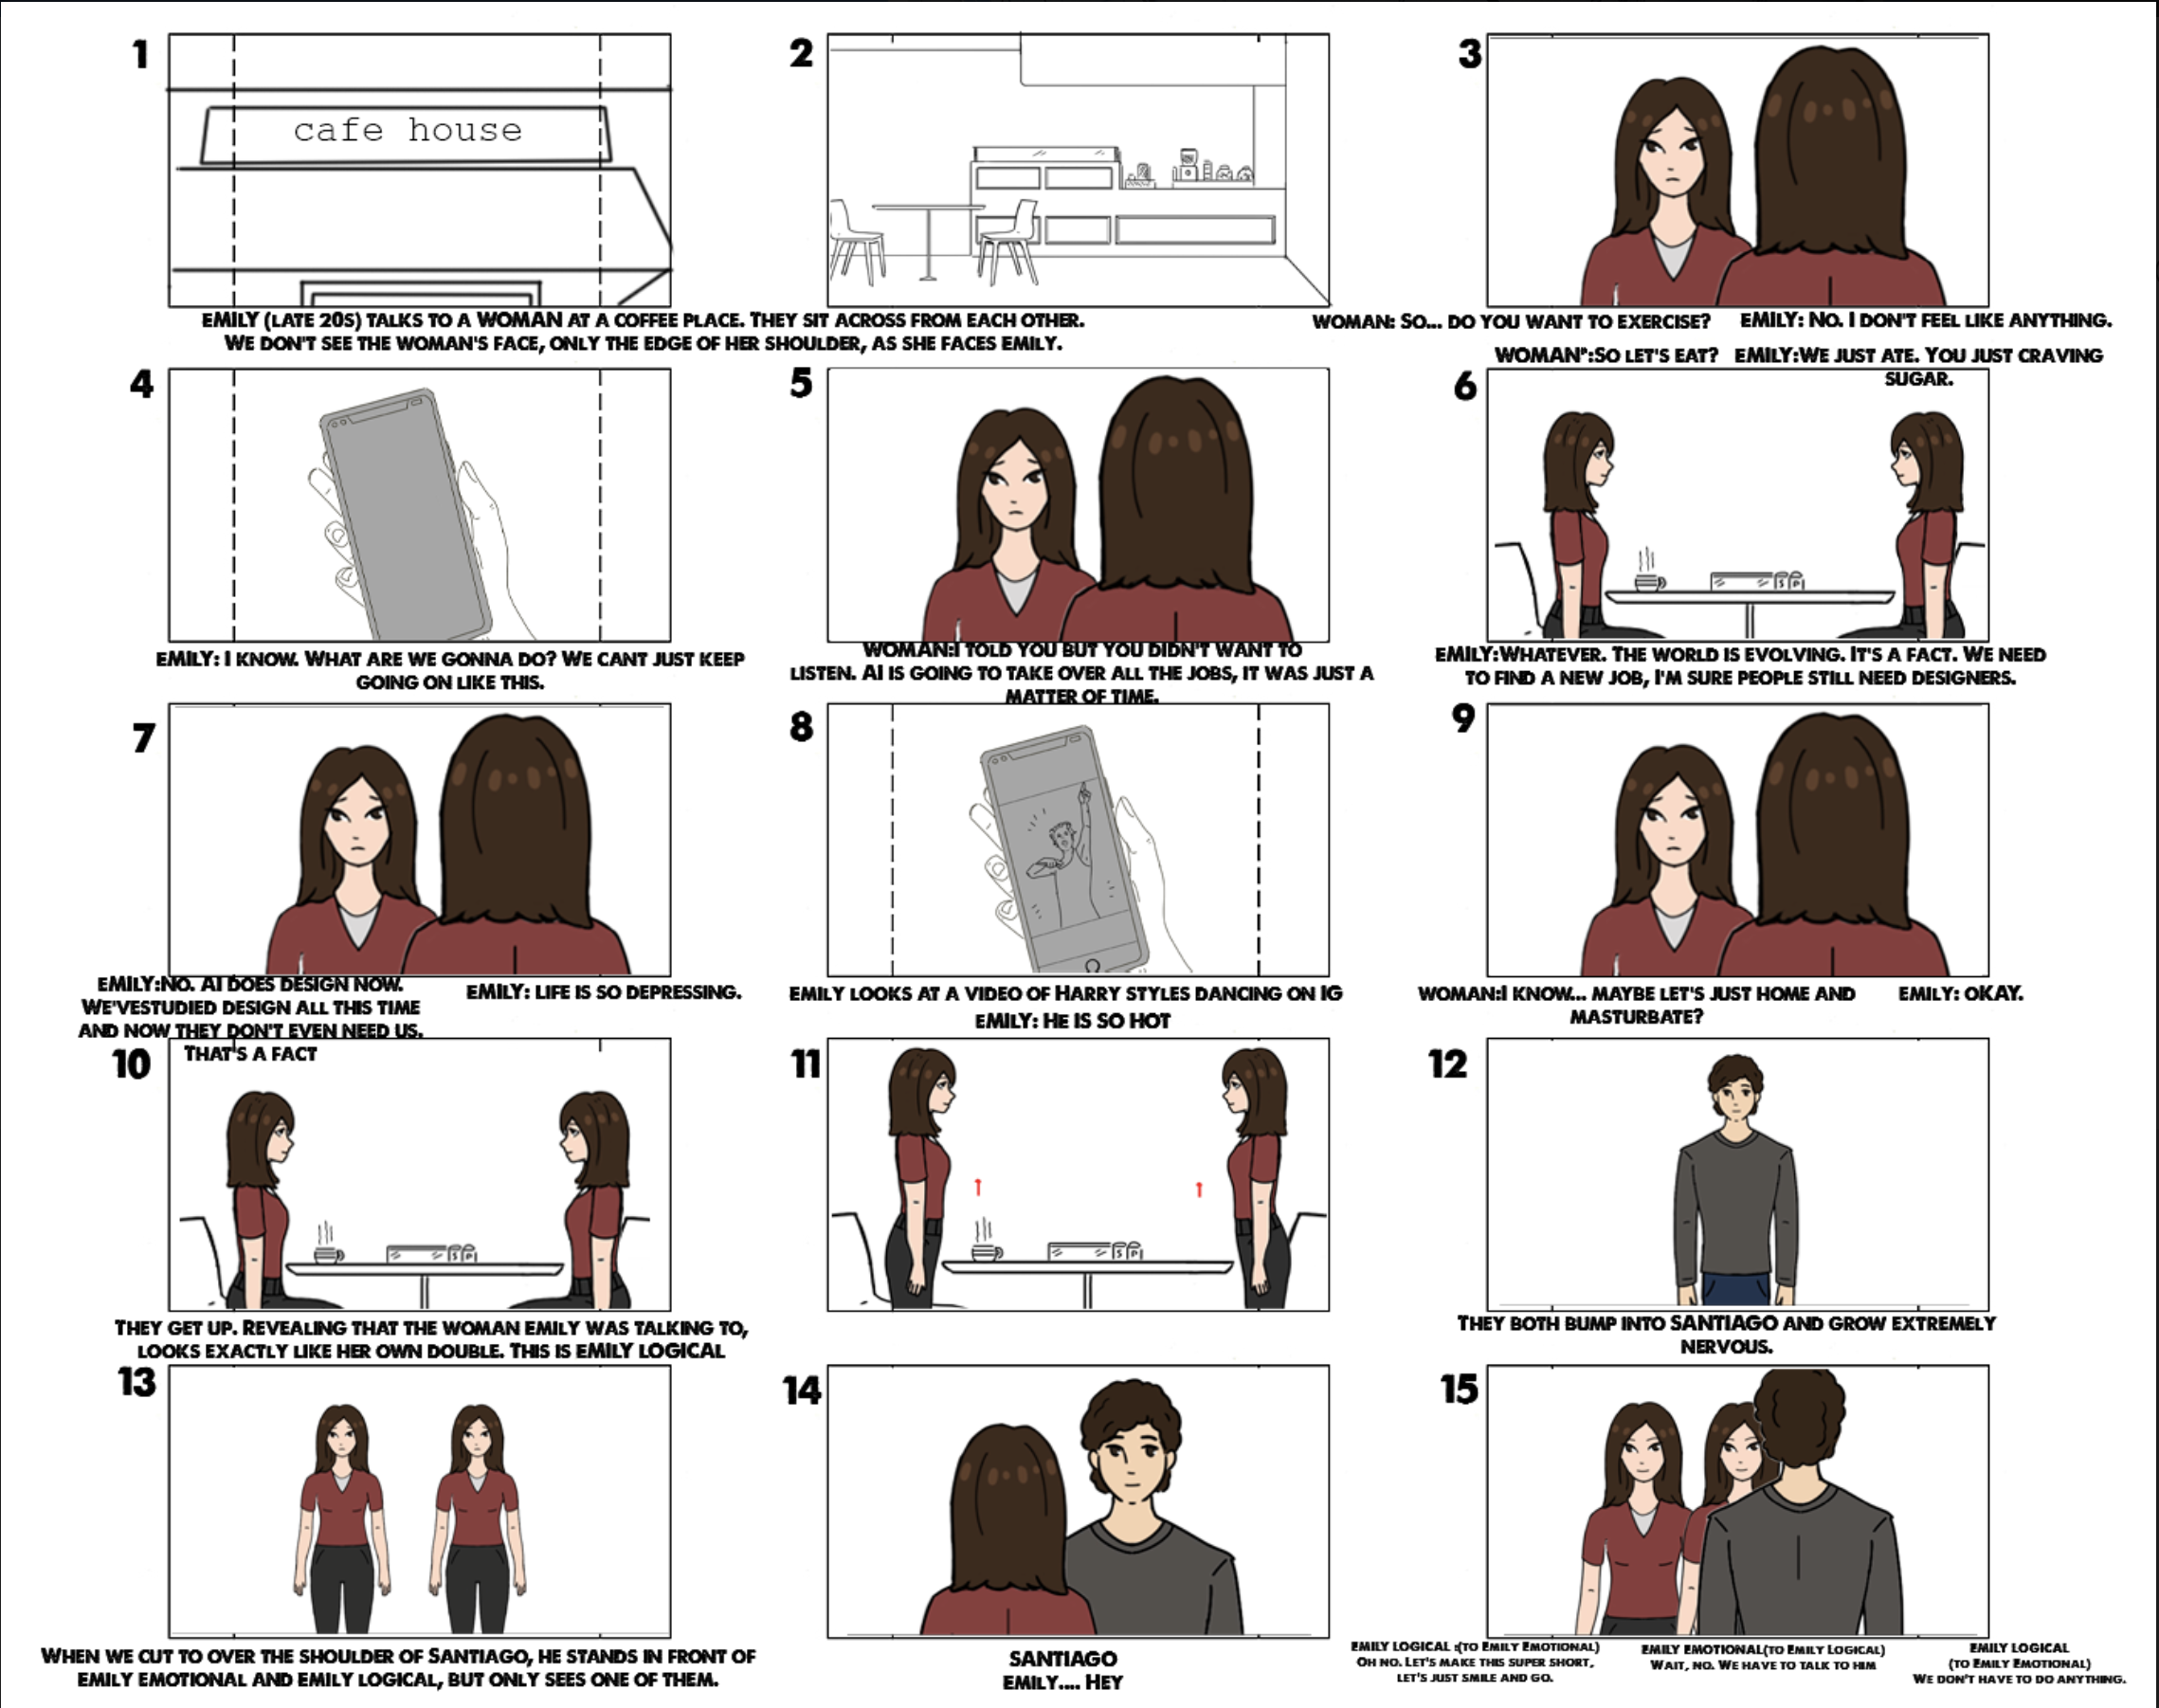 1
cafe house
EMILY (LATE 20S) TALKS TO A WOMAN AT A COFFEE PLACE. THEY SIT ACROSS FROM EACH OTHER.
WE DON'T SEE THE WOMAN'S FACE, ONLY THE EDGE OF HER SHOULDER, AS SHE FACES EMILY.
2
3
WOMAN: SO... DO YOU WANT TO EXERCISE?
EMILY: NO. I DON'T FEEL LIKE ANYTHING.
WOMAN":SO LET'S EAT?
EMILY:WE JUST ATE. YOU JUST CRAVING
SUGAR.
4
EMILY: I KNOW. WHAT ARE WE GONNA DO? WE CANT JUST KEEP
GOING ON LIKE THIS.
5
WOMAN:I TOLD YOU BUT YOU DIDN'T WANT TO
LISTEN. AI IS GOING TO TAKE OVER ALL THE JOBS, IT WAS JUST A
MATTER OF TIME.
6
S P
EMILY:WHATEVER. THE WORLD IS EVOLVING. IT'S A FACT. WE NEED
TO FIND A NEW JOB, I'M SURE PEOPLE STILL NEED DESIGNERS.
7
EMILY:NO. AI DOES DESIGN NOW.
WE'VESTUDIED DESIGN ALL THIS TIME
AND NOW THEY DON'T EVEN NEED US.
THAT'S A FACT
EMILY: LIFE IS SO DEPRESSING.
8
EMILY LOOKS AT A VIDEO OF HARRY STYLES DANCING ON IG
EMILY: HE IS SO HOT
9
WOMAN:I KNOW... MAYBE LET'S JUST HOME AND
MASTURBATE?
EMILY: OKAY.
10
S P
THEY GET UP. REVEALING THAT THE WOMAN EMILY WAS TALKING TO,
LOOKS EXACTLY LIKE HER OWN DOUBLE. THIS IS EMILY LOGICAL
11
S P
12
THEY BOTH BUMP INTO SANTIAGO AND GROW EXTREMELY
NERVOUS.
13
WHEN WE CUT TO OVER THE SHOULDER OF SANTIAGO, HE STANDS IN FRONT OF
EMILY EMOTIONAL AND EMILY LOGICAL, BUT ONLY SEES ONE OF THEM.
14
SANTIAGO
EMILY.... HEY
15
EMILY LOGICAL :(TO EMILY EMOTIONAL)
OH NO. LET'S MAKE THIS SUPER SHORT,
LET'S JUST SMILE AND GO.
EMILY EMOTIONAL(TO EMILY LOGICAL)
WAIT, NO. WE HAVE TO TALK TO HIM
EMILY LOGICAL
(TO EMILY EMOTIONAL)
WE DON'T HAVE TO DO ANYTHING.